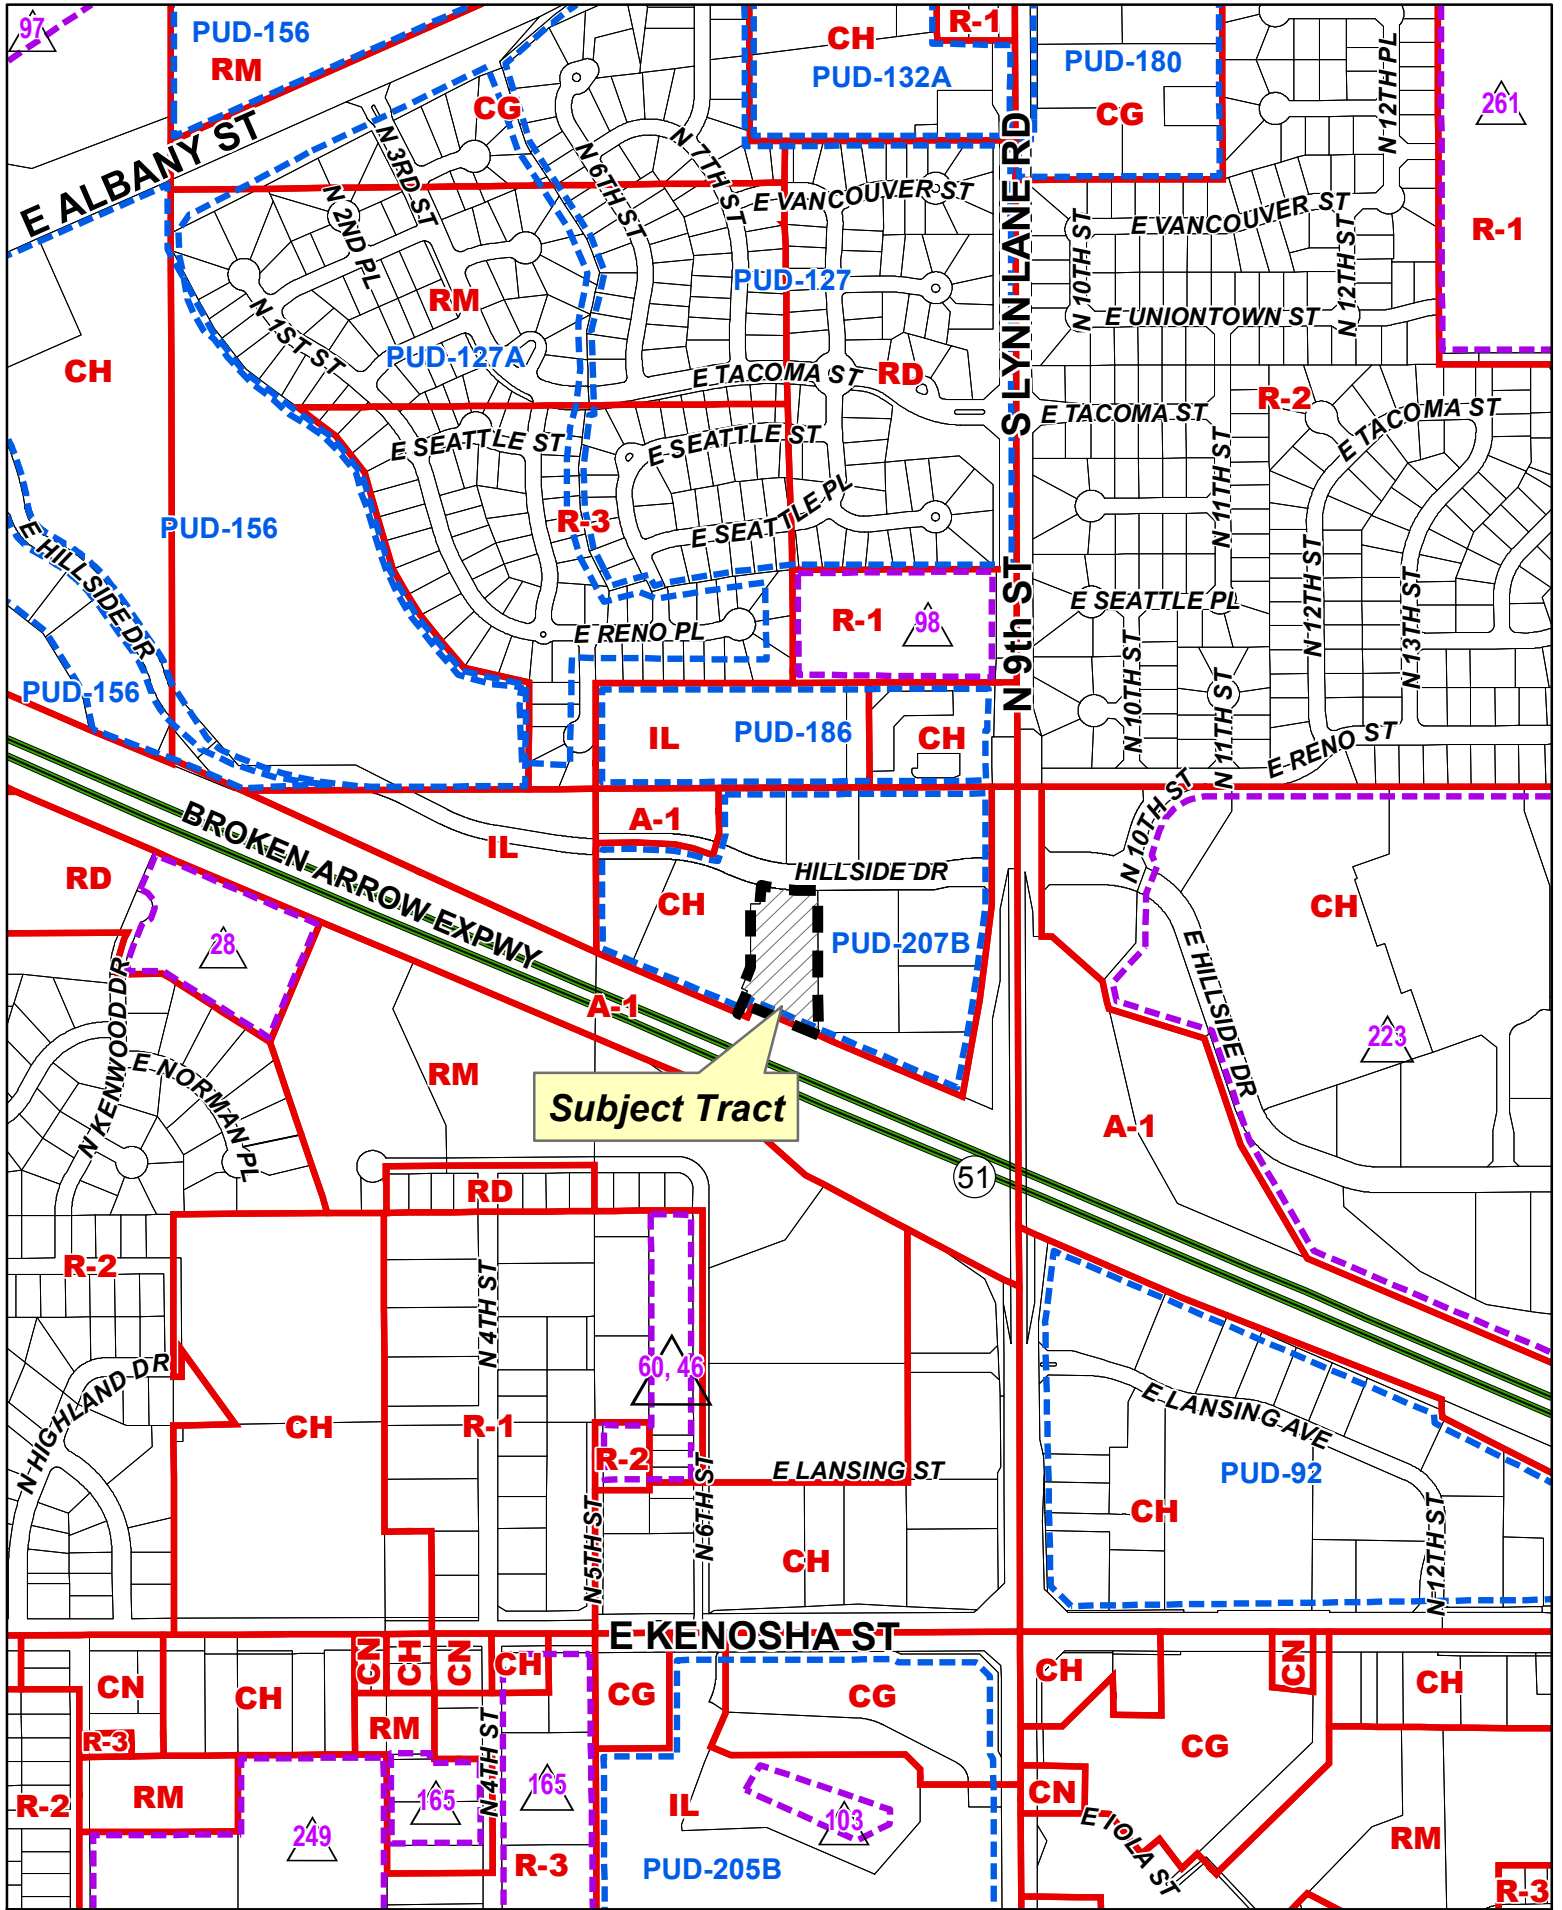 97
PUD-156
RM
CH
R-1
PUD-132A
PUD-180
CG
CG
261
N 12TH PL
E ALBANY ST
N 3RD ST
N 6TH ST
N 7TH ST
N 2ND PL
E VANCOUVER ST
S LYNN LANE RD
N 10TH ST
E VANCOUVER ST
N 12TH ST
R-1
PUD-127
RM
N 1ST ST
PUD-127A
E UNIONTOWN ST
CH
E TACOMA ST
RD
R-2
E TACOMA ST
E TACOMA ST
E SEATTLE ST
E SEATTLE ST
N 11TH ST
E SEATTLE PL
R-3
PUD-156
E HILLSIDE DR
N 9th ST
N 12TH ST
N 13TH ST
E SEATTLE PL
R-1
98
E RENO PL
N 10TH ST
N 11TH ST
PUD-156
IL
PUD-186
CH
E RENO ST
N 10TH ST
BROKEN ARROW EXPWY
IL
A-1
HILLSIDE DR
RD
CH
CH
28
PUD-207B
E HILLSIDE DR
A-1
223
N KENWOOD DR
E NORMAN PL
RM
Subject Tract
A-1
51
RD
R-2
N 4TH ST
60, 46
N HIGHLAND DR
CH
R-1
R-2
E LANSING ST
E LANSING AVE
PUD-92
CH
N 5TH ST
N 6TH ST
CH
N 12TH ST
E KENOSHA ST
CN
CH
CN
CH
CN
CH
CG
CG
CH
CN
CH
R-3
RM
N 4TH ST
CG
R-2
RM
165
165
IL
103
CN
E IOLA ST
RM
249
R-3
PUD-205B
R-3